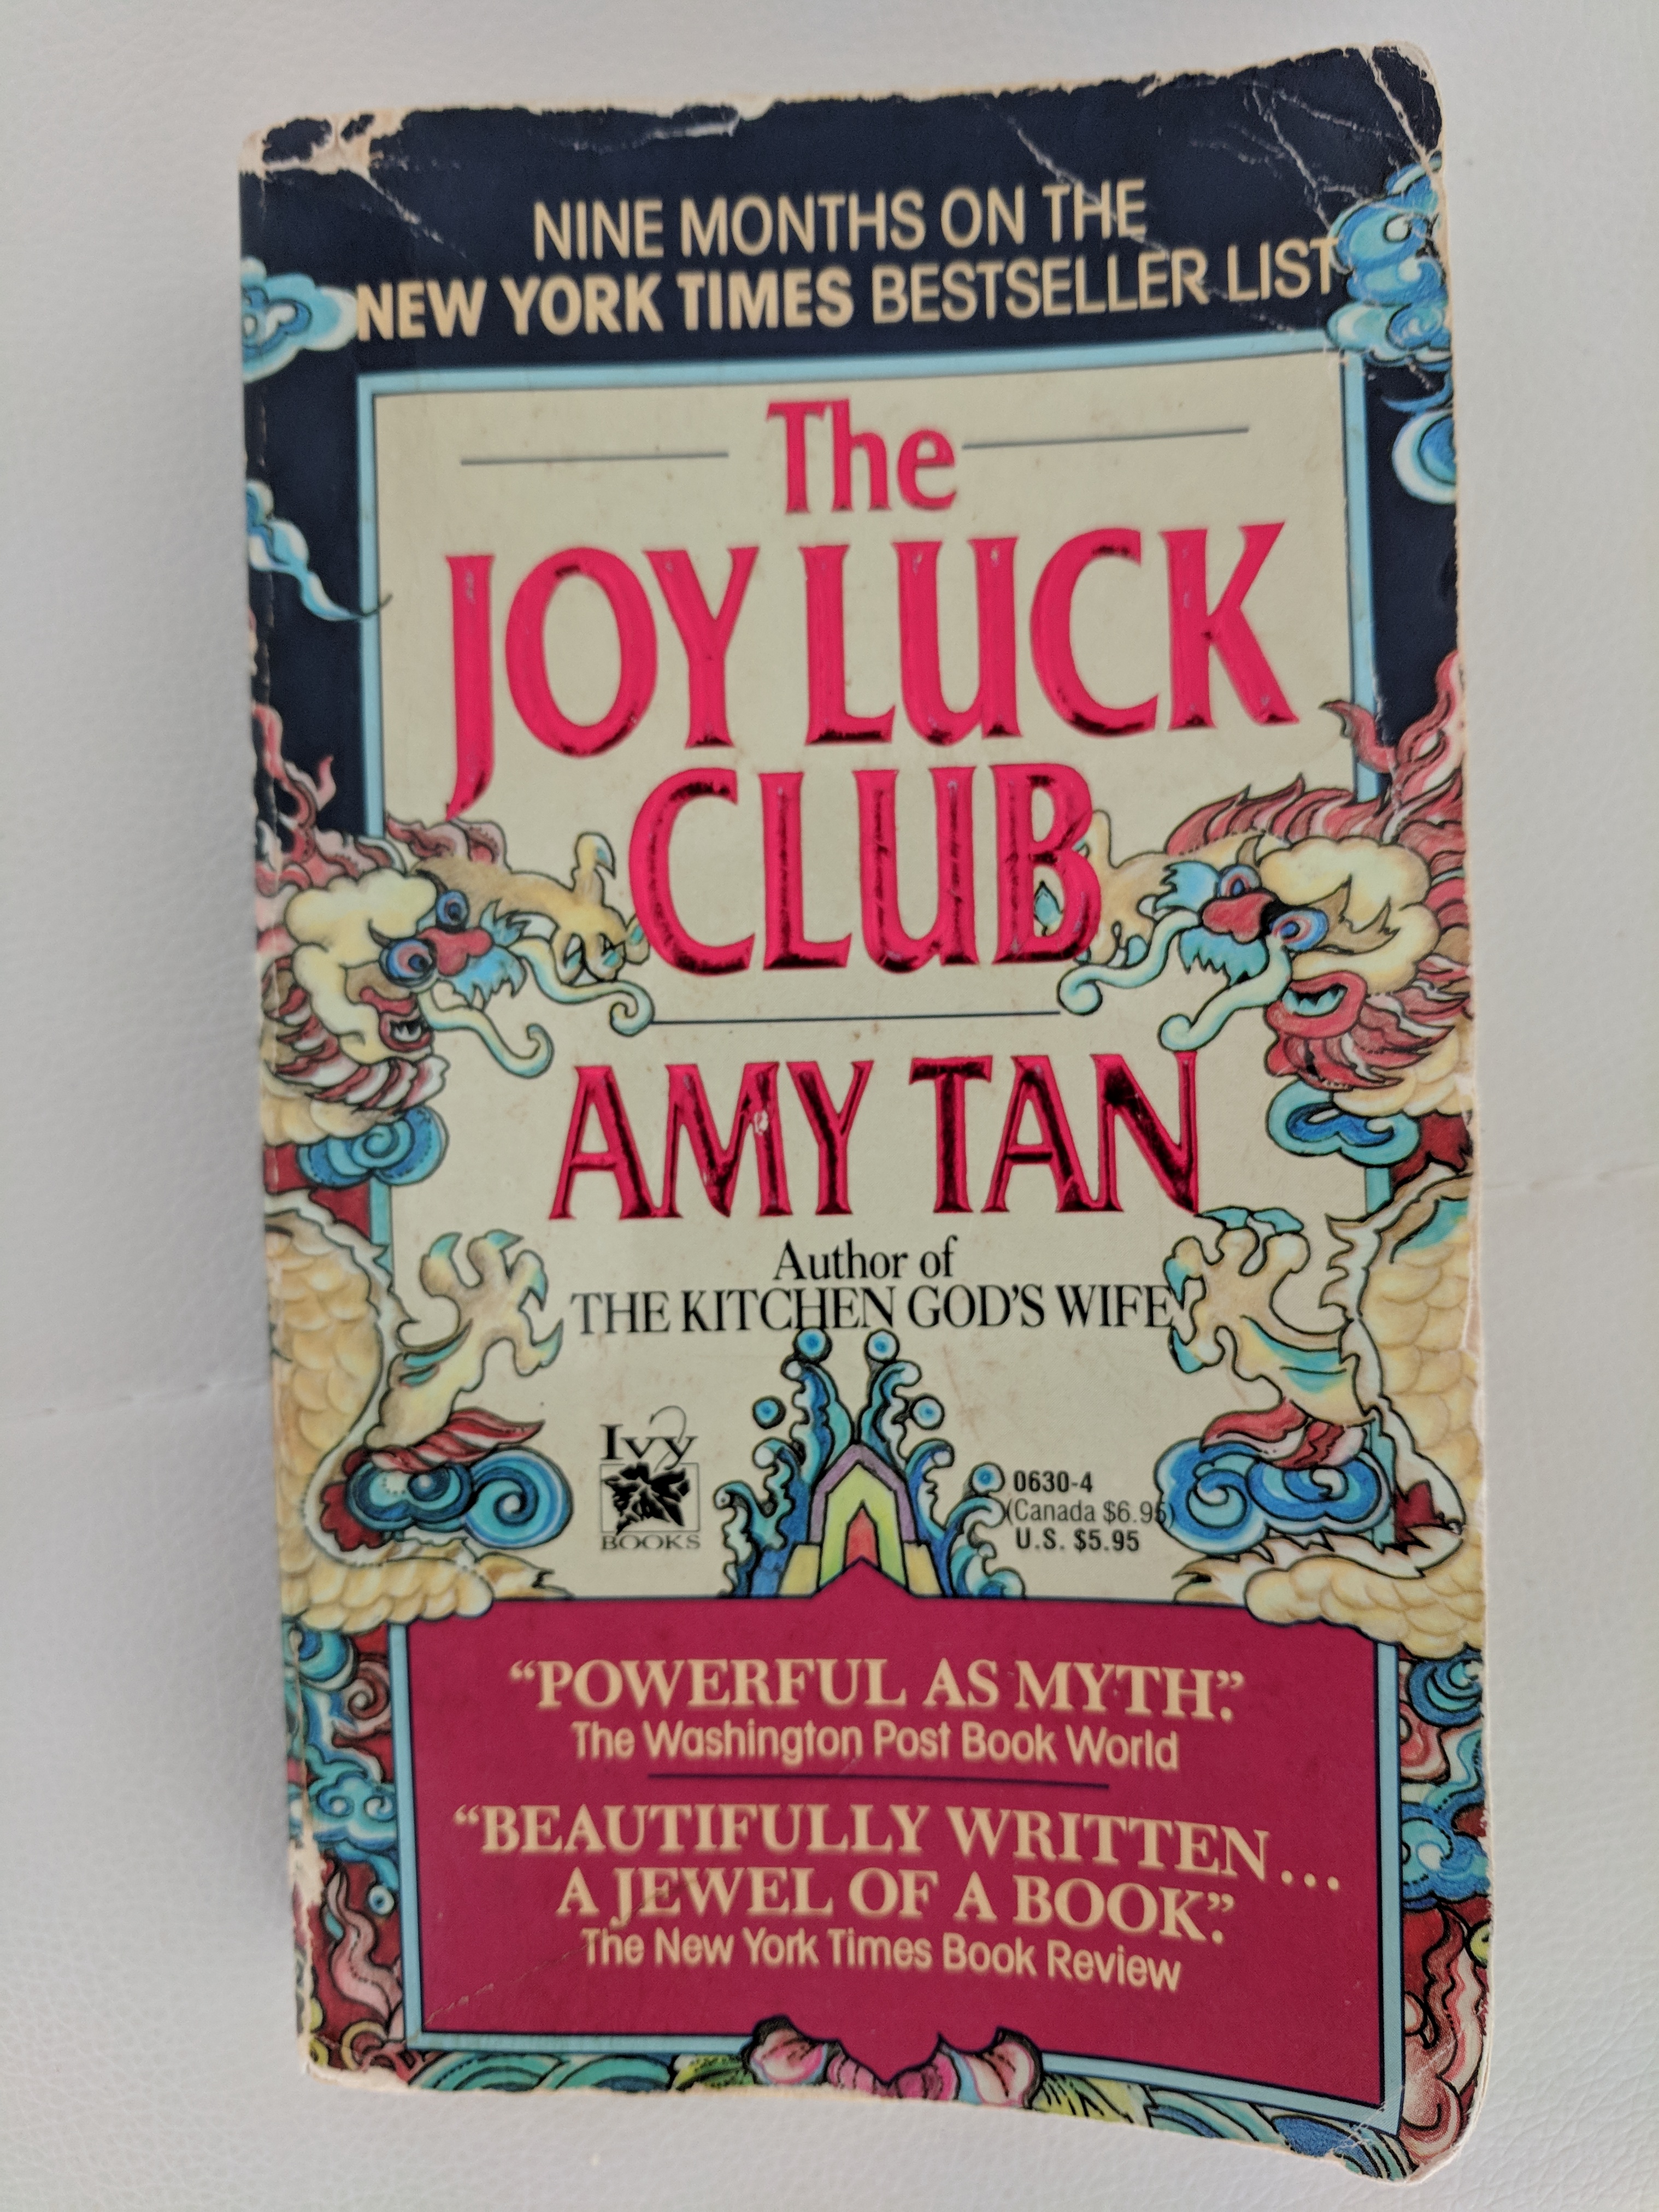 NINE MONTHS ON THE
NEW YORK TIMES BESTSELLER LIST
The
JOY LUCK
CLUB
AMY TAN
Author of
THE KITCHEN GOD'S WIFE
Ivy
BOOKS
0630-4
(Canada $6.95)
U.S. $5.95
“POWERFUL AS MYTH.”
The Washington Post Book World
“BEAUTIFULLY WRITTEN...
A JEWEL OF A BOOK.”
The New York Times Book Review